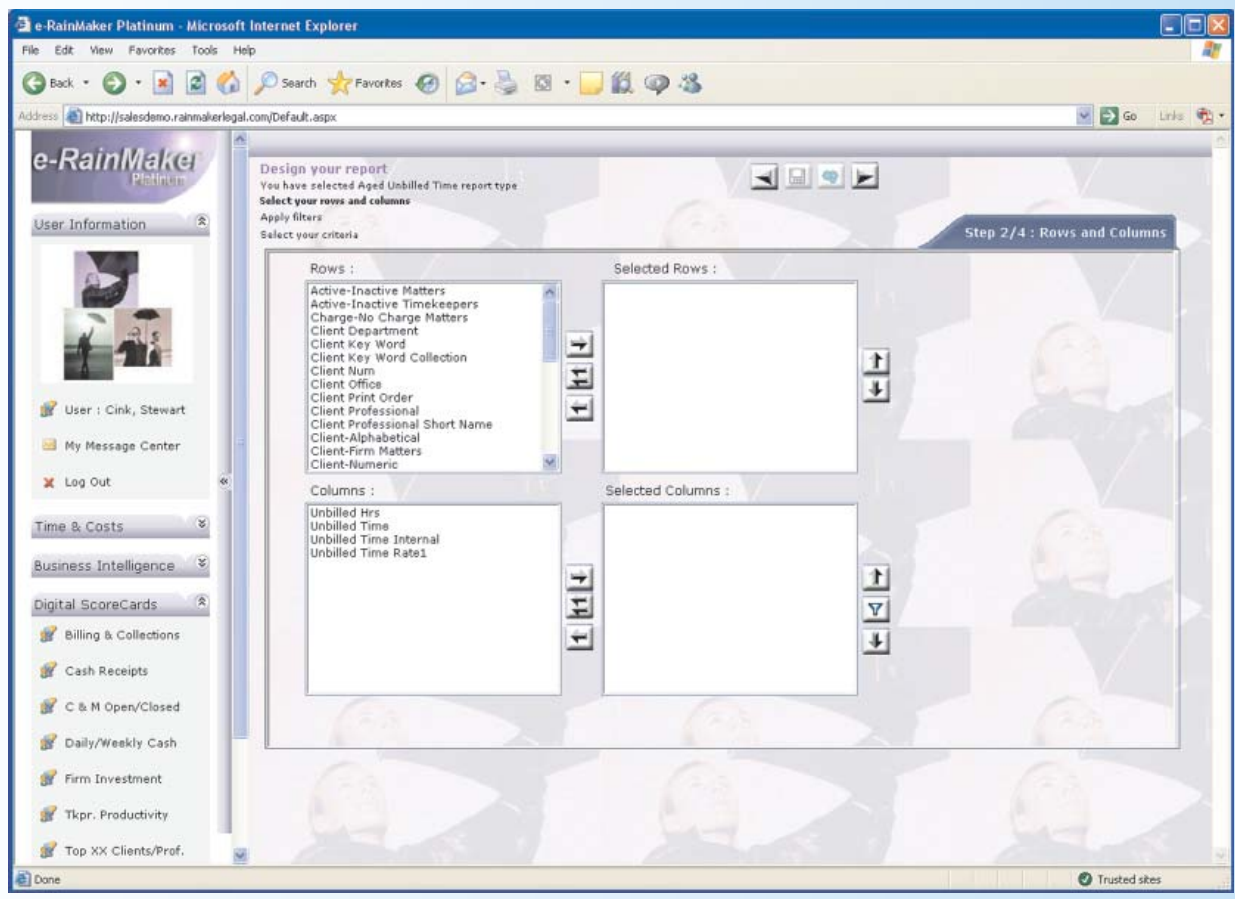 e-RainMaker Platinum - Microsoft Internet Explorer
File Edit View Favorites Tools Help
Back Search Favorites
Address http://salesdemo.rainmakerlegal.com/Default.aspx Go Links
e-RainMaker
Platinum
User Information
User : Cink, Stewart
My Message Center
Log Out
Time & Costs
Business Intelligence
Digital ScoreCards
Billing & Collections
Cash Receipts
C & M Open/Closed
Daily/Weekly Cash
Firm Investment
Tkpr. Productivity
Top XX Clients/Prof.
Design your report
You have selected Aged Unbilled Time report type
Select your rows and columns
Apply filters
Select your criteria
Step 2/4 : Rows and Columns
Rows :
Active-Inactive Matters
Active-Inactive Timekeepers
Charge-No Charge Matters
Client Department
Client Key Word
Client Key Word Collection
Client Num
Client Office
Client Print Order
Client Professional
Client Professional Short Name
Client-Alphabetical
Client-Firm Matters
Client-Numeric
Selected Rows :
Columns :
Unbilled Hrs
Unbilled Time
Unbilled Time Internal
Unbilled Time Rate1
Selected Columns :
Done
Trusted sites